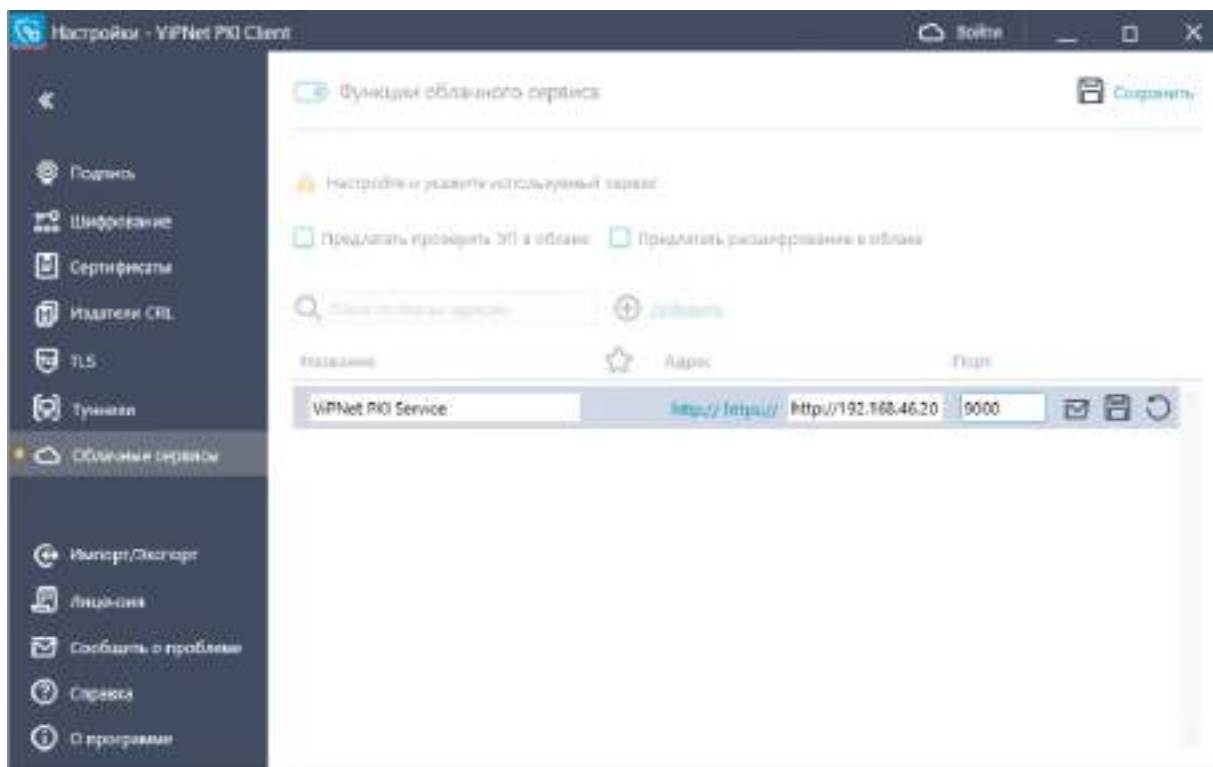 Настройки - ViPNet PKI Client
Войти
Функции облачного сервиса
Сохранить
Подпись
Настройте и укажите используемый сервис
Шифрование
Предлагать проверить ЭП в облаке
Предлагать расшифрование в облаке
Сертификаты
Издатели CRL
Добавить
TLS
Название
Адрес
Порт
Туннели
ViPNet PKI Service
http:// https://
http://192.168.46.20
9000
Облачные сервисы
Импорт/Экспорт
Лицензия
Сообщить о проблеме
Справка
О программе